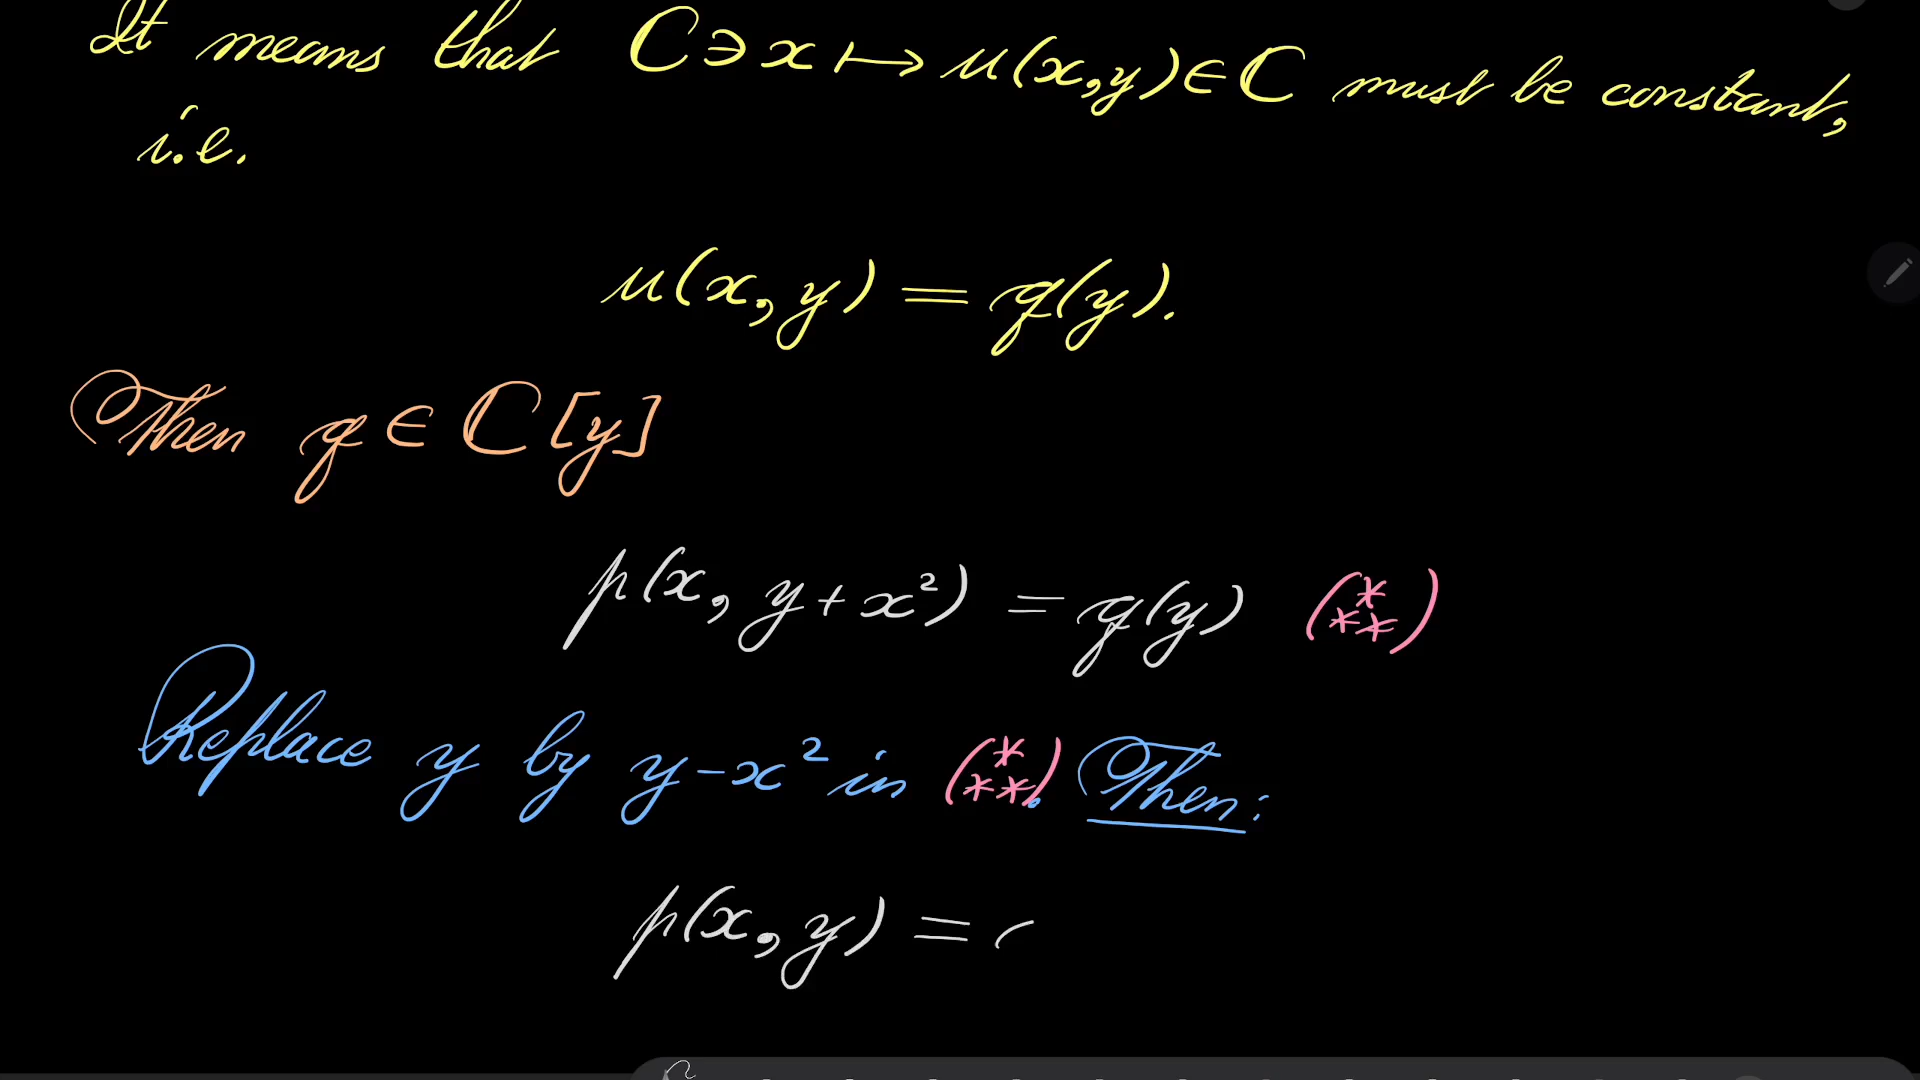 It means that ℂ∋x⟼u(x,y)∈ℂ must be constant,
i.e.
u(x,y)=q(y).
Then q∈ℂ[y]
p(x, y+x²) = q(y) (***)
Replace y by y-x² in (***). Then:
p(x,y) =